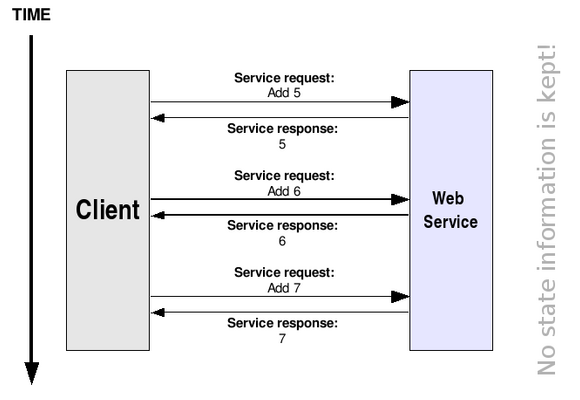 TIME
Service request:
Add 5
Service response:
5
Service request:
Add 6
Service response:
6
Service request:
Add 7
Service response:
7
Client
Web
Service
No state information is kept!